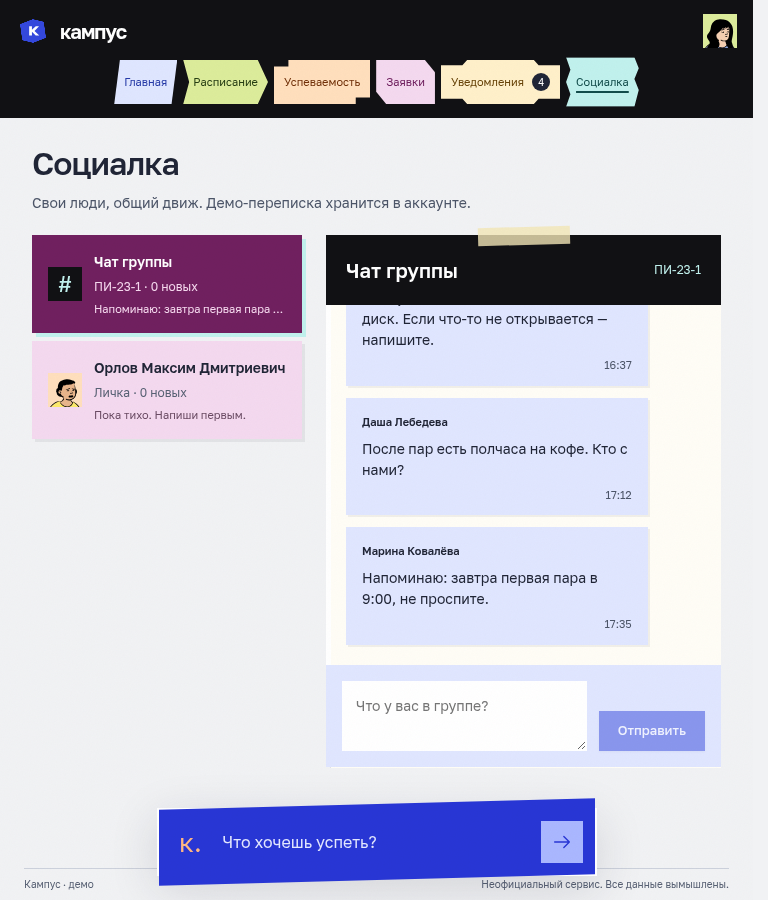 K кампус
Главная
Расписание
Успеваемость
Заявки
Уведомления 4
Социалка
Социалка
Свои люди, общий движ. Демо-переписка хранится в аккаунте.
#
Чат группы
ПИ-23-1 · 0 новых
Напоминаю: завтра первая пара ...
Орлов Максим Дмитриевич
Личка · 0 новых
Пока тихо. Напиши первым.
Чат группы
ПИ-23-1
диск. Если что-то не открывается —
напишите.
16:37
Даша Лебедева
После пар есть полчаса на кофе. Кто с
нами?
17:12
Марина Ковалёва
Напоминаю: завтра первая пара в
9:00, не проспите.
17:35
Что у вас в группе?
Отправить
К. Что хочешь успеть?
Кампус · демо
Неофициальный сервис. Все данные вымышлены.